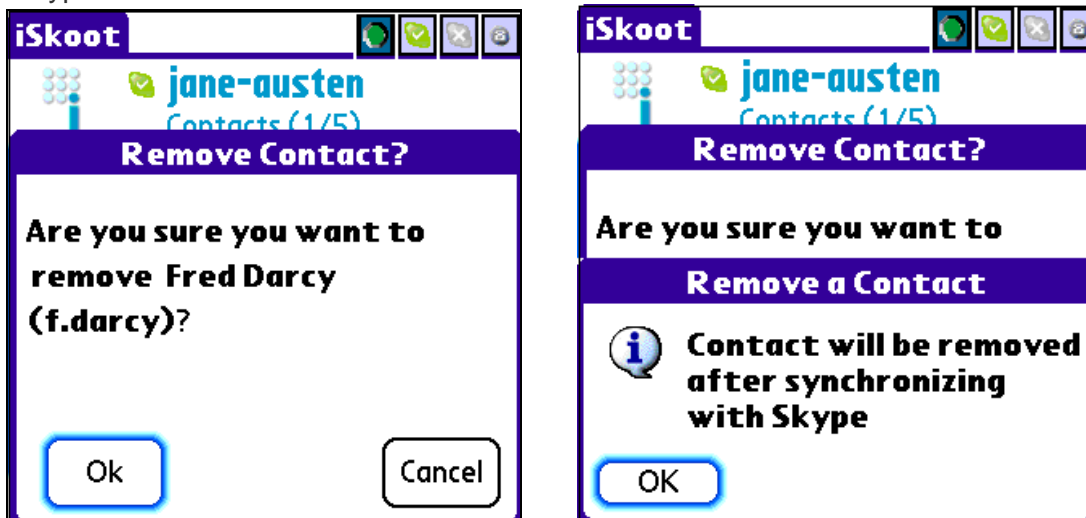 iSkoot
jane-austen
Contacts (1/5)
Remove Contact?
Are you sure you want to
remove Fred Darcy
(f.darcy)?
Ok
Cancel
iSkoot
jane-austen
Contacts (1/5)
Remove Contact?
Are you sure you want to
Remove a Contact
Contact will be removed
after synchronizing
with Skype
OK